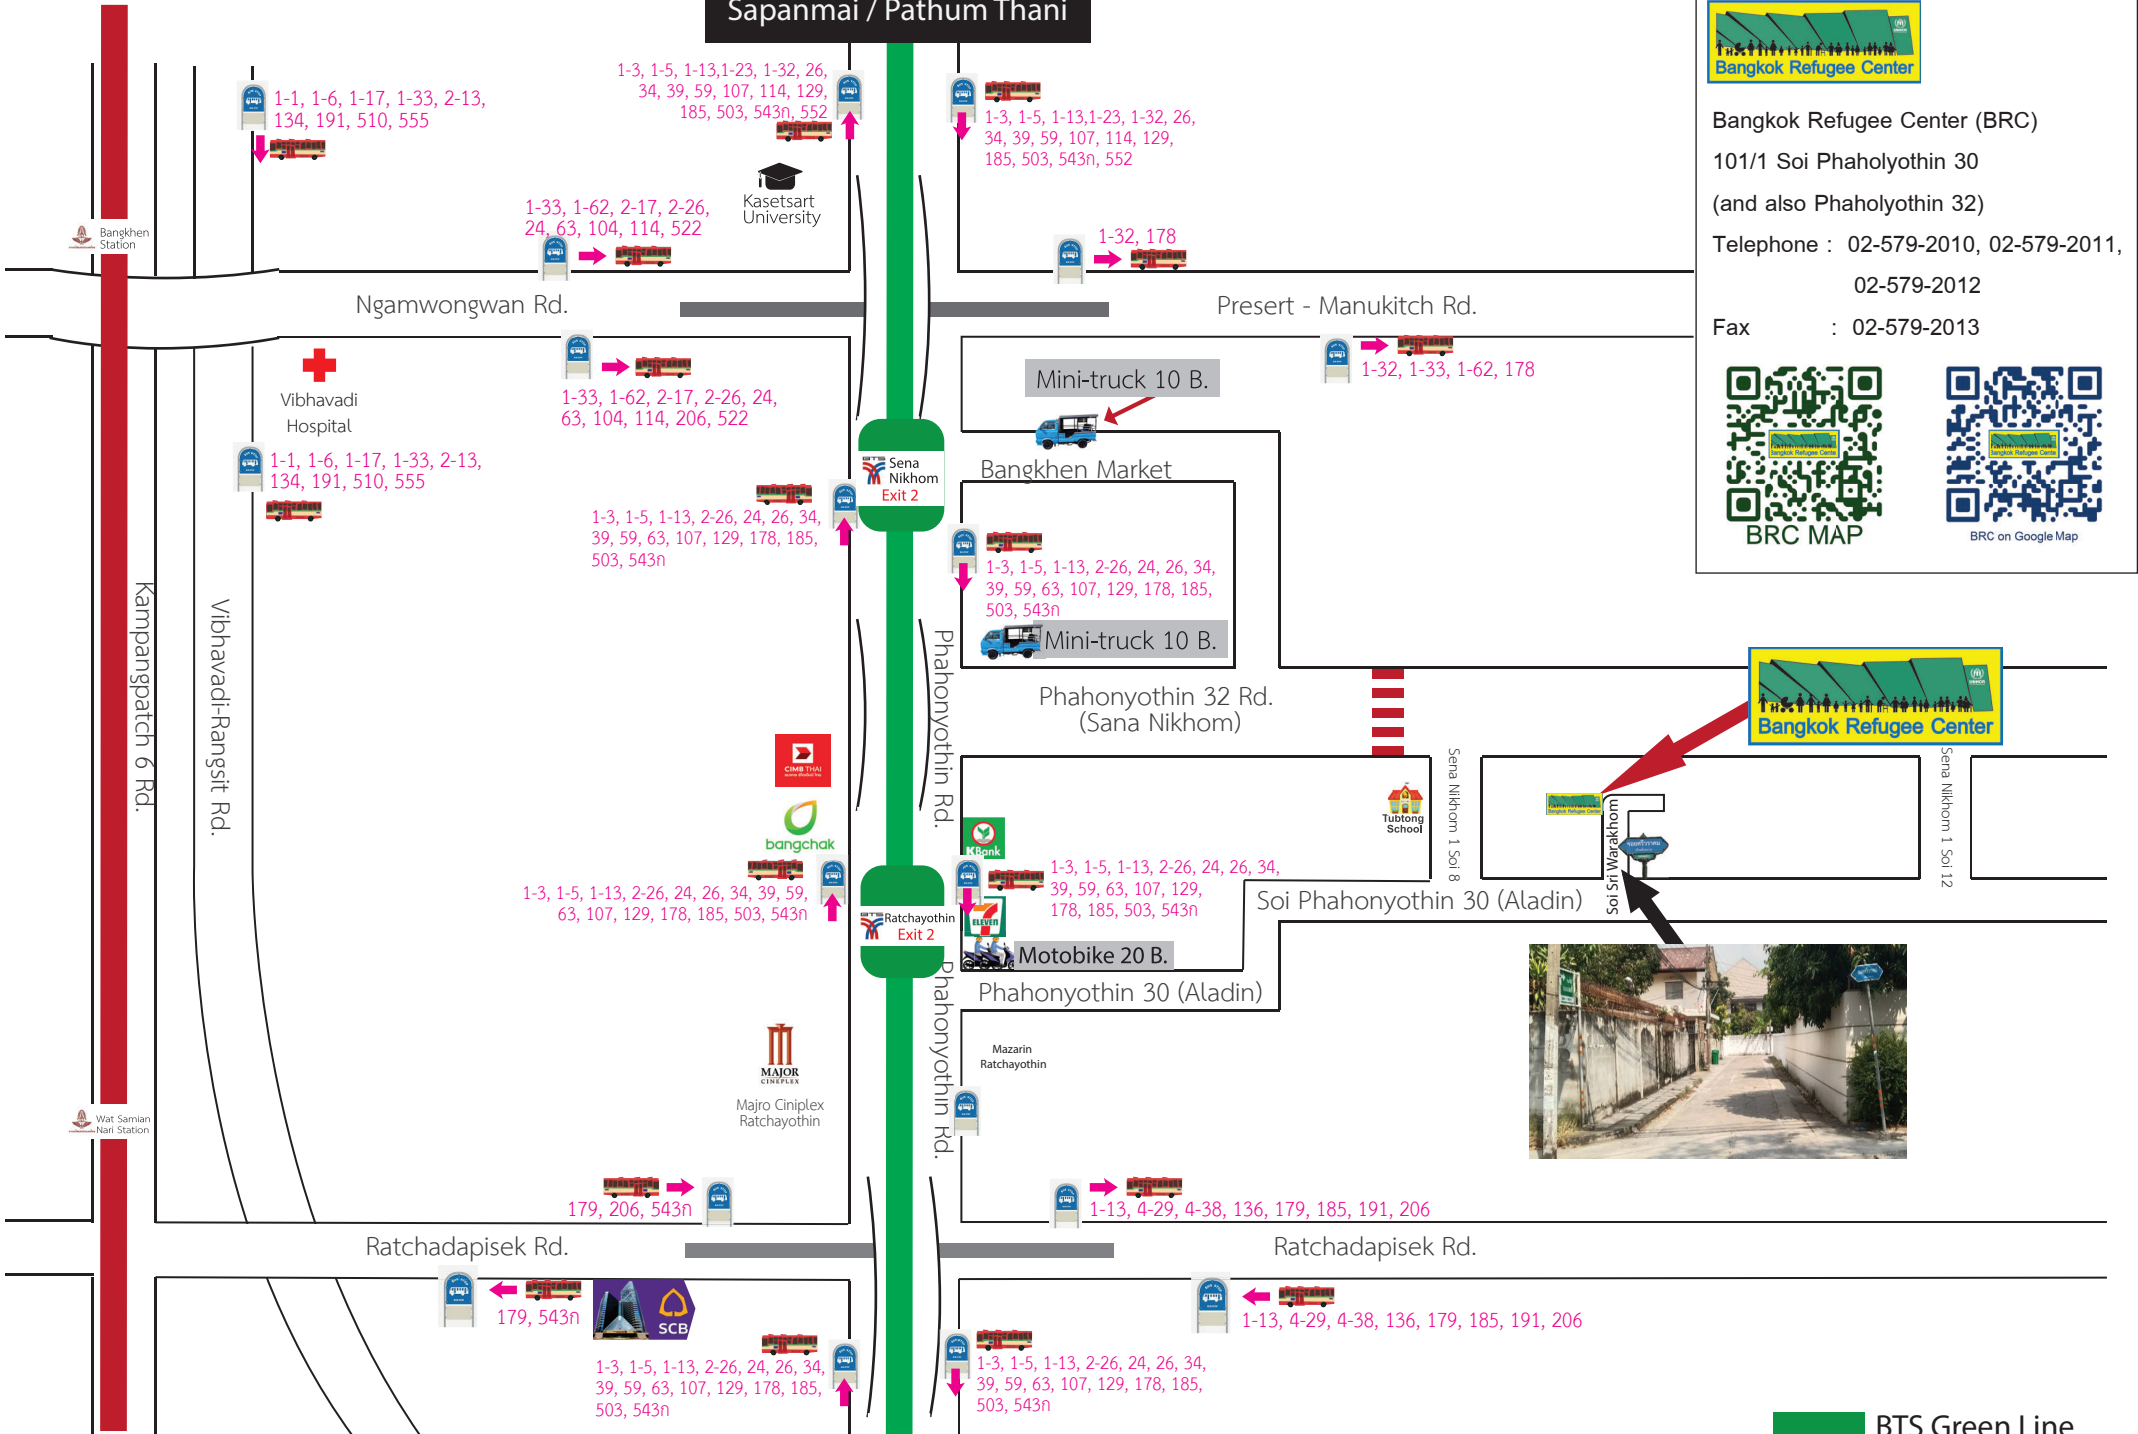 Sapanmai / Pathum Thani
1-1, 1-6, 1-17, 1-33, 2-13,
134, 191, 510, 555
1-3, 1-5, 1-13,1-23, 1-32, 26,
34, 39, 59, 107, 114, 129,
185, 503, 543ก, 552
1-3, 1-5, 1-13,1-23, 1-32, 26,
34, 39, 59, 107, 114, 129,
185, 503, 543ก, 552
Kasetsart
University
Bangkhen
Station
1-33, 1-62, 2-17, 2-26,
24, 63, 104, 114, 522
1-32, 178
Ngamwongwan Rd.
Presert - Manukitch Rd.
Bangkok Refugee Center
Bangkok Refugee Center (BRC)
101/1 Soi Phaholyothin 30
(and also Phaholyothin 32)
Telephone : 02-579-2010, 02-579-2011,
02-579-2012
Fax : 02-579-2013
Bangkok Refugee Center
Bangkok Refugee Center
BRC MAP
BRC on Google Map
Vibhavadi
Hospital
1-33, 1-62, 2-17, 2-26, 24,
63, 104, 114, 206, 522
1-32, 1-33, 1-62, 178
Mini-truck 10 B.
Bangkhen Market
1-1, 1-6, 1-17, 1-33, 2-13,
134, 191, 510, 555
BTS
Sena
Nikhom
Exit 2
1-3, 1-5, 1-13, 2-26, 24, 26, 34,
39, 59, 63, 107, 129, 178, 185,
503, 543ก
1-3, 1-5, 1-13, 2-26, 24, 26, 34,
39, 59, 63, 107, 129, 178, 185,
503, 543ก
Mini-truck 10 B.
Kampangpatch 6 Rd.
Vibhavadi-Rangsit Rd.
Phahonyothin Rd.
Phahonyothin 32 Rd.
(Sana Nikhom)
UNHCR
Bangkok Refugee Center
CIMB THAI
bangchak
KBank
Tubtong
School
Sena Nikhom 1 Soi 8
Bangkok Refugee Center
Soi Sri Warakhom
Sena Nikhom 1 Soi 12
1-3, 1-5, 1-13, 2-26, 24, 26, 34, 39, 59,
63, 107, 129, 178, 185, 503, 543ก
1-3, 1-5, 1-13, 2-26, 24, 26, 34,
39, 59, 63, 107, 129,
178, 185, 503, 543ก
BTS
Ratchayothin
Exit 2
ELEVEN
Motobike 20 B.
Soi Phahonyothin 30 (Aladin)
Phahonyothin 30 (Aladin)
Phahonyothin Rd.
MAJOR
CINEPLEX
Majro Ciniplex
Ratchayothin
Mazarin
Ratchayothin
Wat Samian
Nari Station
179, 206, 543ก
1-13, 4-29, 4-38, 136, 179, 185, 191, 206
Ratchadapisek Rd.
Ratchadapisek Rd.
179, 543ก
SCB
1-13, 4-29, 4-38, 136, 179, 185, 191, 206
1-3, 1-5, 1-13, 2-26, 24, 26, 34,
39, 59, 63, 107, 129, 178, 185,
503, 543ก
1-3, 1-5, 1-13, 2-26, 24, 26, 34,
39, 59, 63, 107, 129, 178, 185,
503, 543ก
BTS Green Line